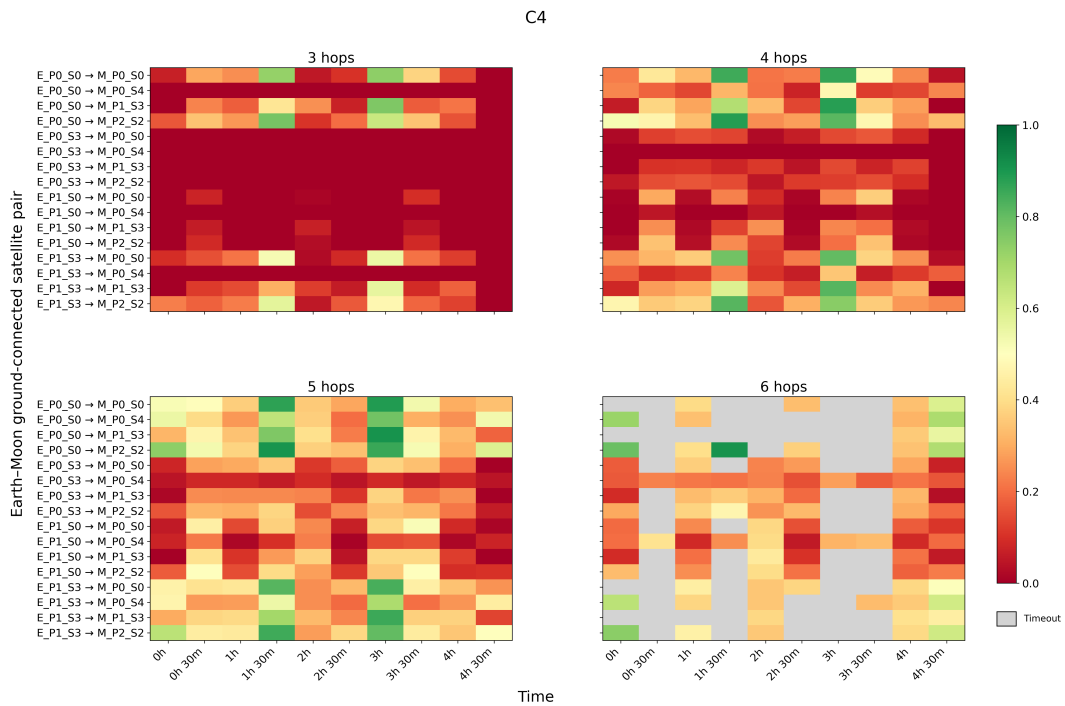 C4
3 hops
4 hops
E_P0_S0 → M_P0_S0
E_P0_S0 → M_P0_S4
E_P0_S0 → M_P1_S3
E_P0_S0 → M_P2_S2
E_P0_S3 → M_P0_S0
E_P0_S3 → M_P0_S4
E_P0_S3 → M_P1_S3
E_P0_S3 → M_P2_S2
E_P1_S0 → M_P0_S0
E_P1_S0 → M_P0_S4
E_P1_S0 → M_P1_S3
E_P1_S0 → M_P2_S2
E_P1_S3 → M_P0_S0
E_P1_S3 → M_P0_S4
E_P1_S3 → M_P1_S3
E_P1_S3 → M_P2_S2
Earth–Moon ground-connected satellite pair
5 hops
6 hops
E_P0_S0 → M_P0_S0
E_P0_S0 → M_P0_S4
E_P0_S0 → M_P1_S3
E_P0_S0 → M_P2_S2
E_P0_S3 → M_P0_S0
E_P0_S3 → M_P0_S4
E_P0_S3 → M_P1_S3
E_P0_S3 → M_P2_S2
E_P1_S0 → M_P0_S0
E_P1_S0 → M_P0_S4
E_P1_S0 → M_P1_S3
E_P1_S0 → M_P2_S2
E_P1_S3 → M_P0_S0
E_P1_S3 → M_P0_S4
E_P1_S3 → M_P1_S3
E_P1_S3 → M_P2_S2
0h 0h 30m 1h 1h 30m 2h 2h 30m 3h 3h 30m 4h 4h 30m
0h 0h 30m 1h 1h 30m 2h 2h 30m 3h 3h 30m 4h 4h 30m
Time
1.0
0.8
0.6
0.4
0.2
0.0
Timeout